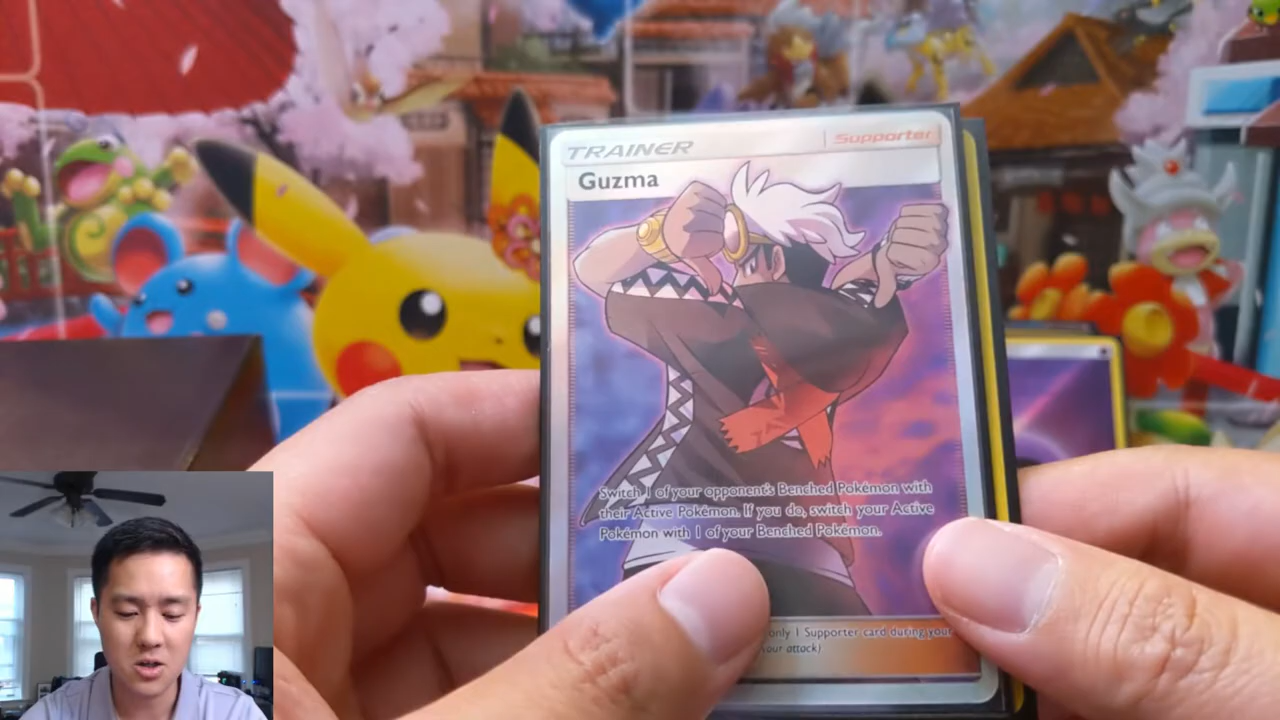 TRAINER
Supporter
Guzma
Switch 1 of your opponent's Benched Pokémon with
their Active Pokémon. If you do, switch your Active
Pokémon with 1 of your Benched Pokémon.
only 1 Supporter card during your
your attack).